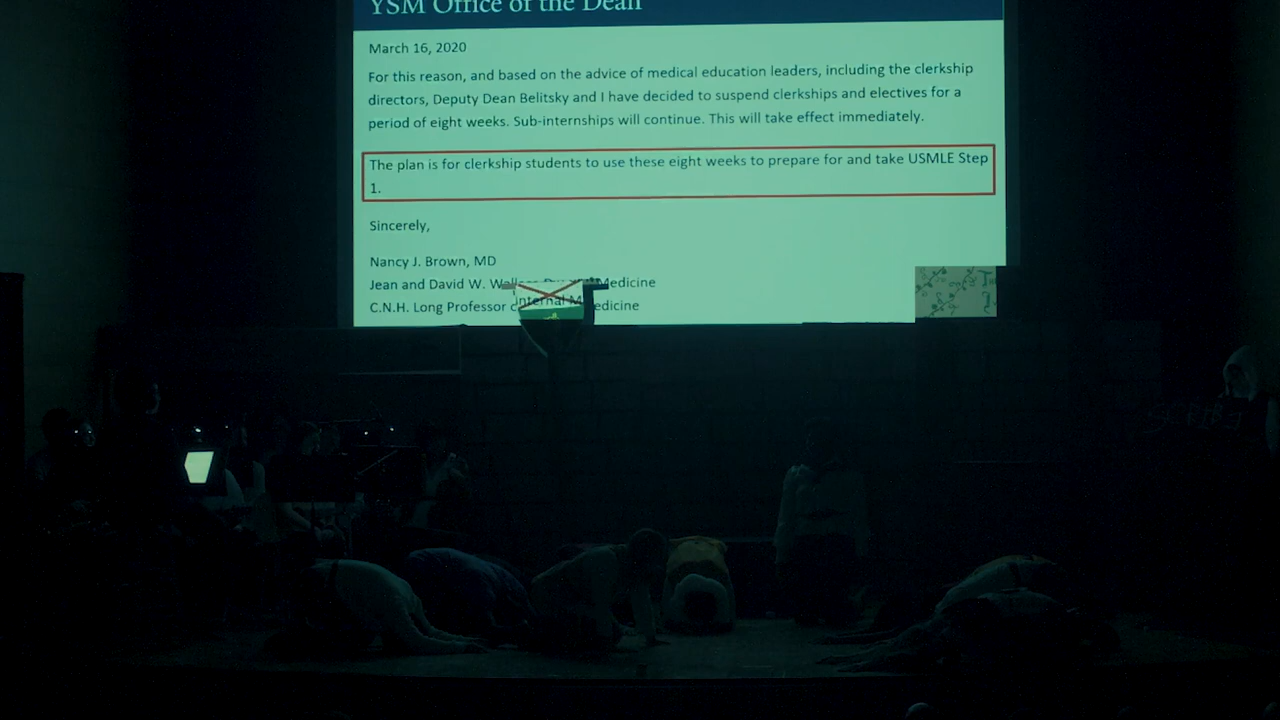 YSM Office of the Dean
March 16, 2020
For this reason, and based on the advice of medical education leaders, including the clerkship
directors, Deputy Dean Belitsky and I have decided to suspend clerkships and electives for a
period of eight weeks. Sub-internships will continue. This will take effect immediately.
The plan is for clerkship students to use these eight weeks to prepare for and take USMLE Step
1.
Sincerely,
Nancy J. Brown, MD
Jean and David W. Medicine
C.N.H. Long Professor Internal Medicine